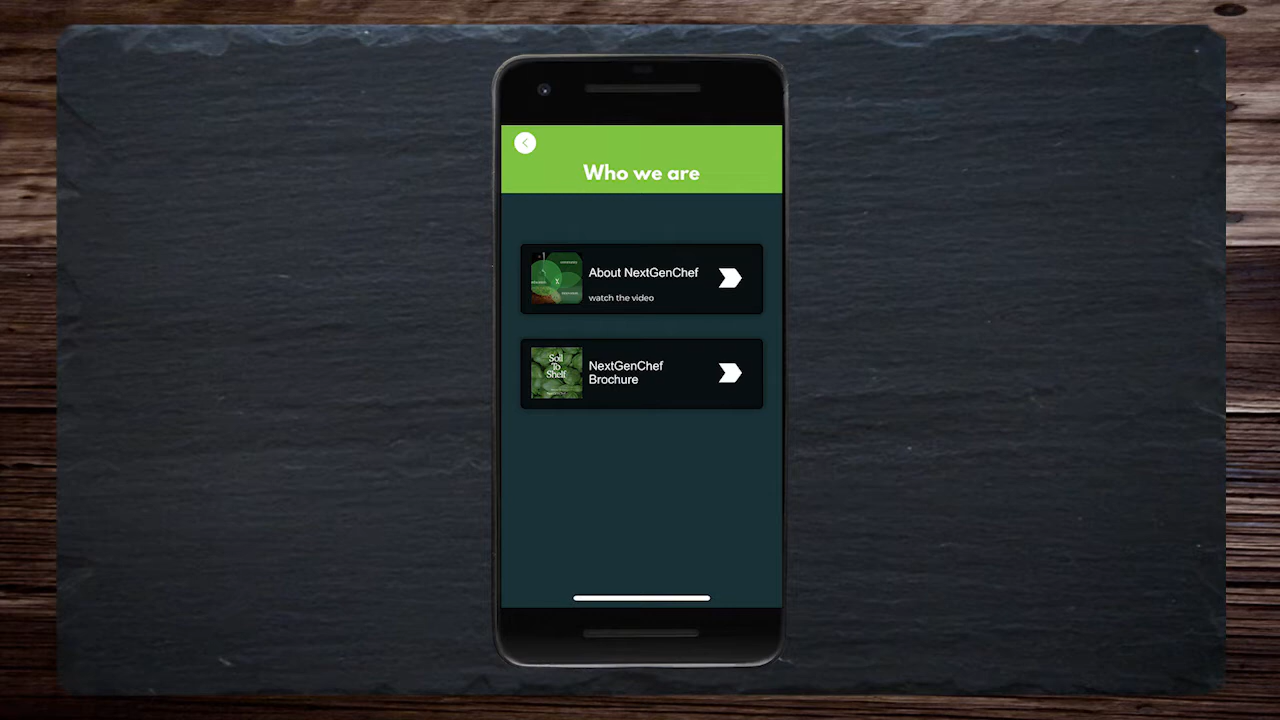 Who we are
About NextGenChef
watch the video
Soil
To
Shelf
NextGenChef
Brochure